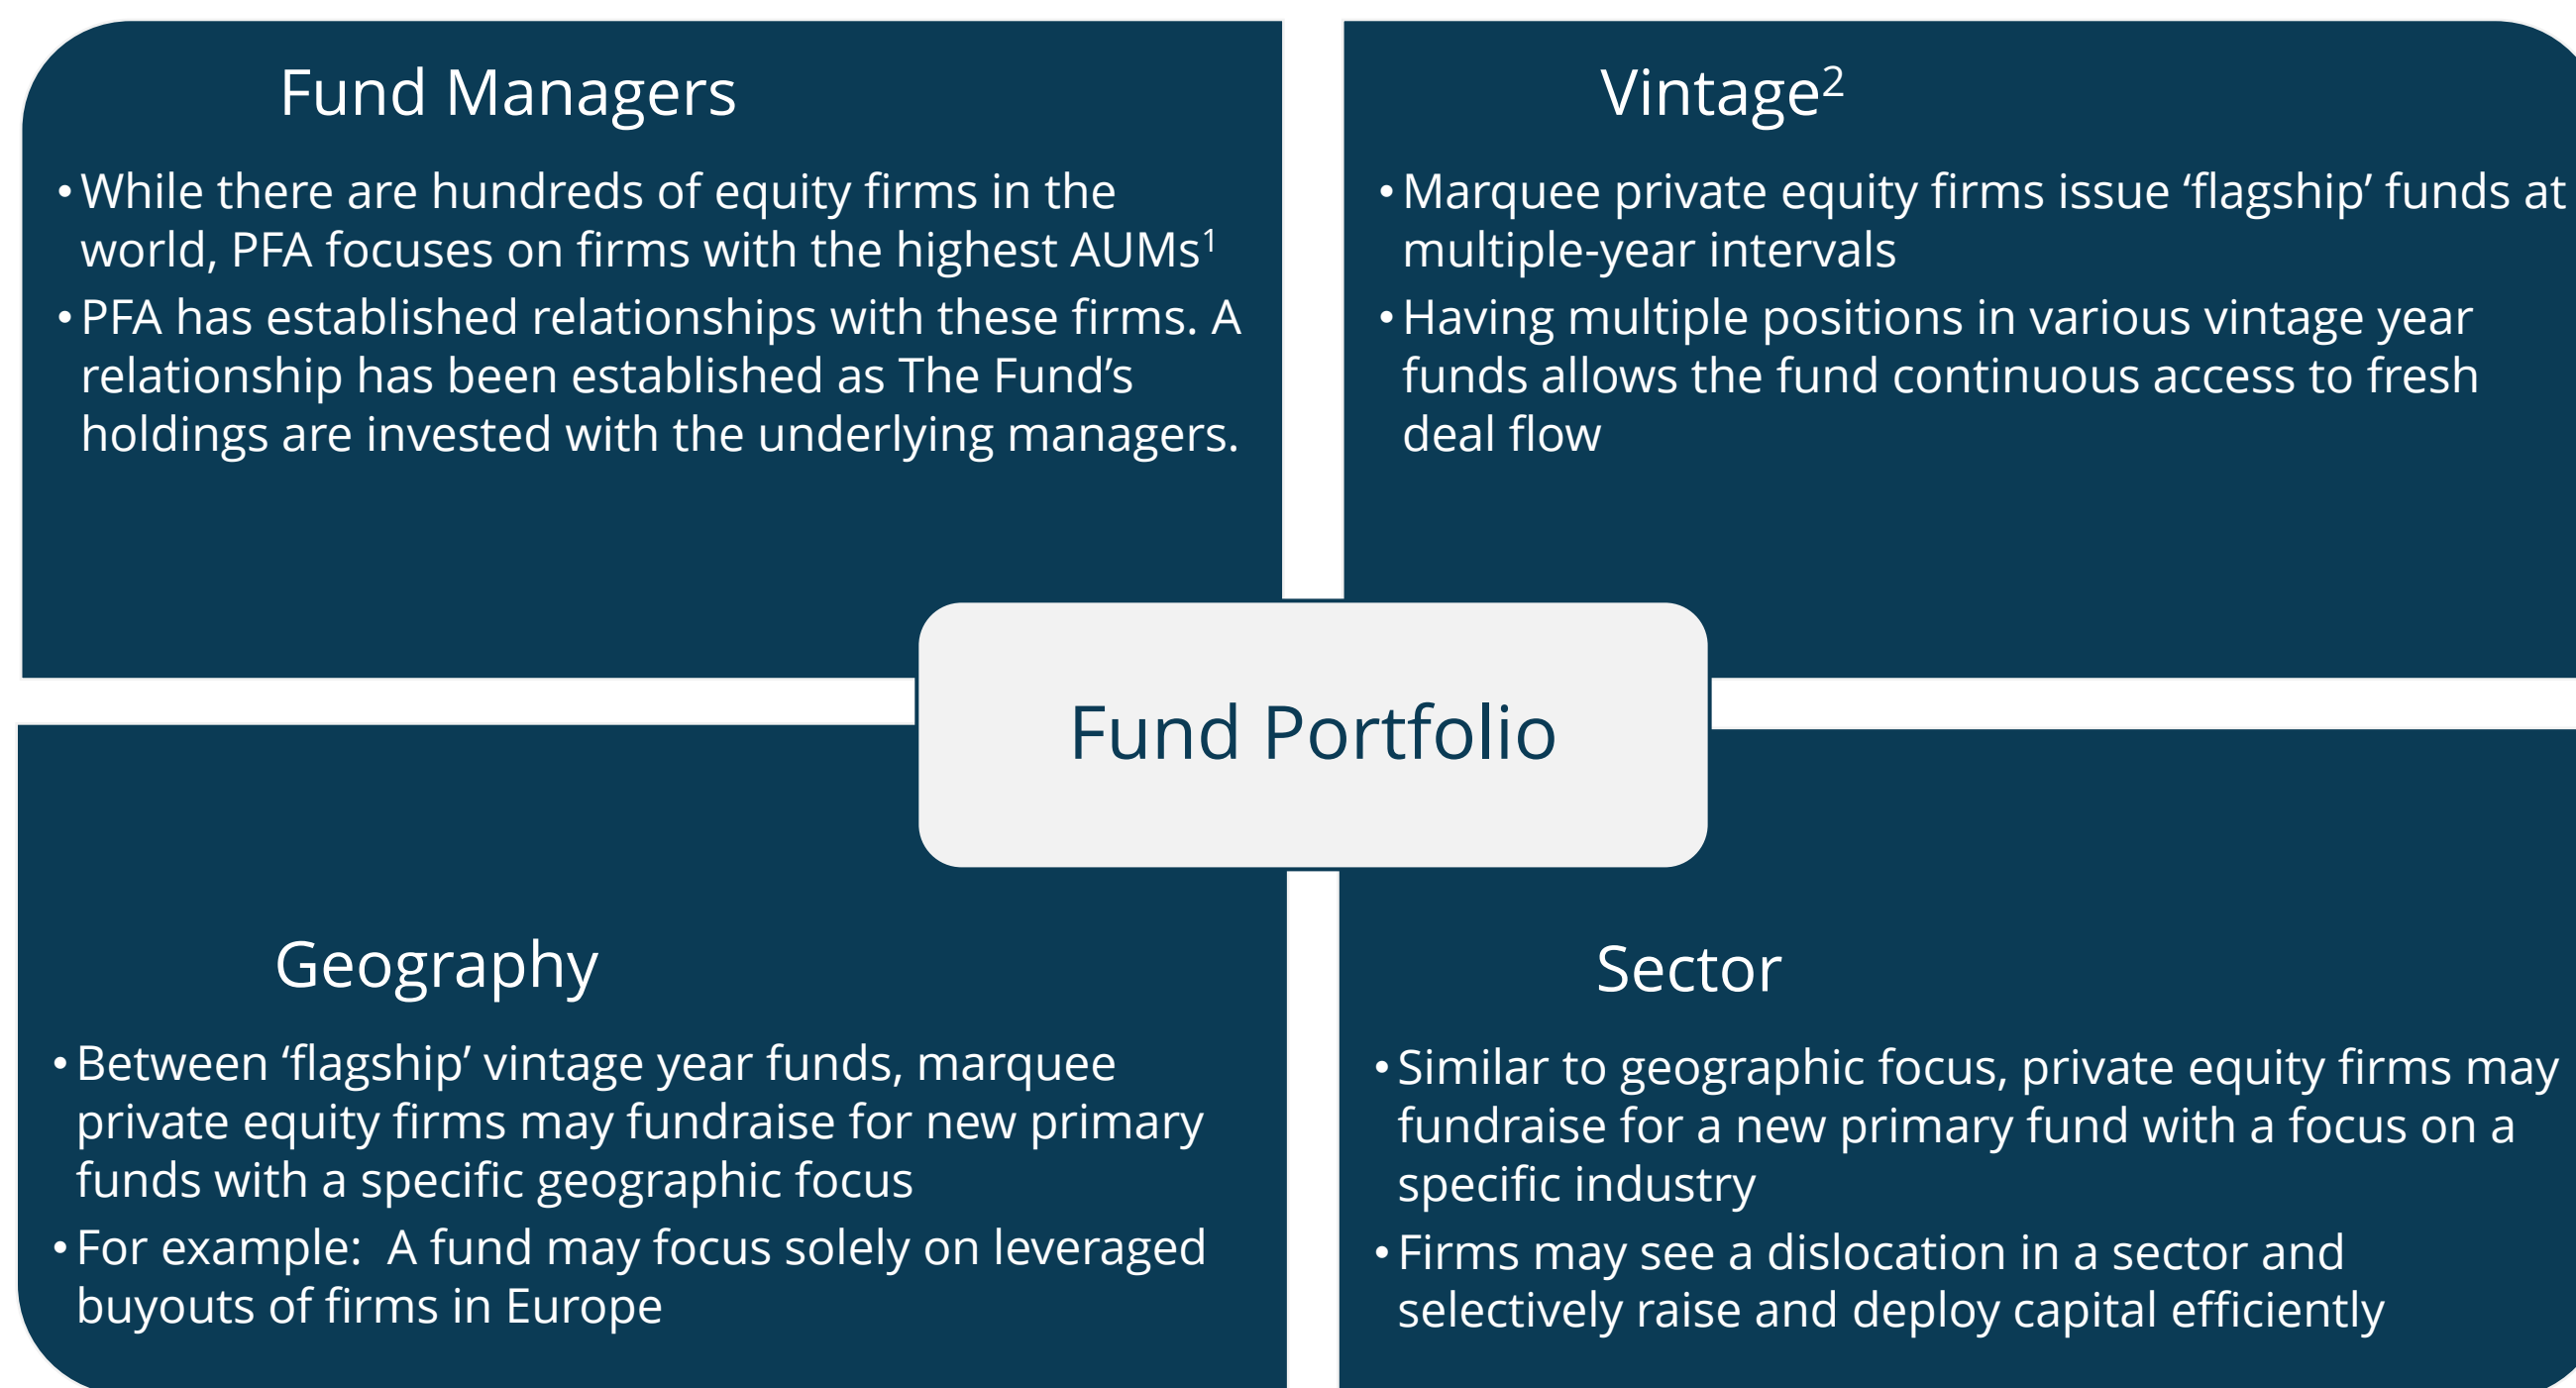 Fund Managers
• While there are hundreds of equity firms in the
world, PFA focuses on firms with the highest AUMs¹
• PFA has established relationships with these firms. A
relationship has been established as The Fund’s
holdings are invested with the underlying managers.
Vintage²
• Marquee private equity firms issue ‘flagship’ funds at
multiple-year intervals
• Having multiple positions in various vintage year
funds allows the fund continuous access to fresh
deal flow
Fund Portfolio
Geography
• Between ‘flagship’ vintage year funds, marquee
private equity firms may fundraise for new primary
funds with a specific geographic focus
• For example:  A fund may focus solely on leveraged
buyouts of firms in Europe
Sector
• Similar to geographic focus, private equity firms may
fundraise for a new primary fund with a focus on a
specific industry
• Firms may see a dislocation in a sector and
selectively raise and deploy capital efficiently